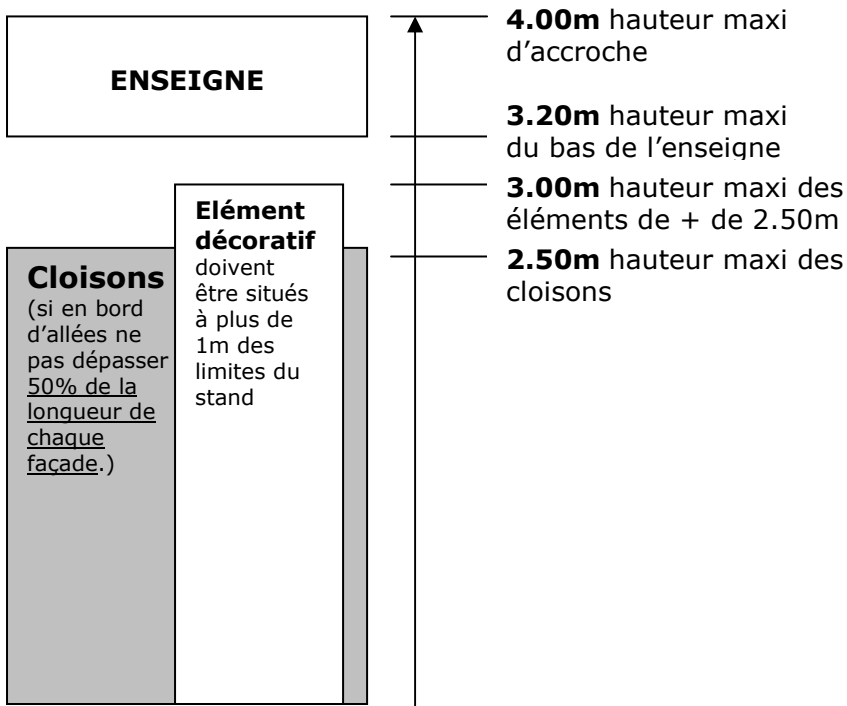 ENSEIGNE
4.00m hauteur maxi
d’accroche
3.20m hauteur maxi
du bas de l’enseigne
3.00m hauteur maxi des
éléments de + de 2.50m
2.50m hauteur maxi des
cloisons
Elément
décoratif
doivent
être situés
à plus de
1m des
limites du
stand
Cloisons
(si en bord
d’allées ne
pas dépasser
50% de la
longueur de
chaque
façade.)